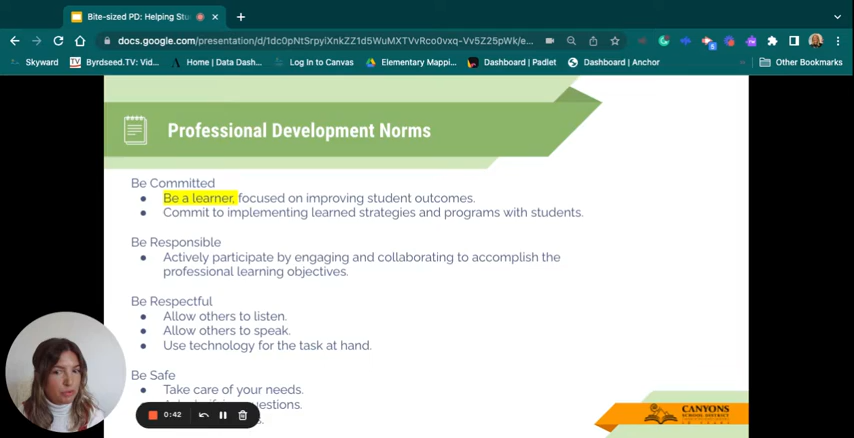 Bite-sized PD: Helping Stu
docs.google.com/presentation/d/1dc0pNtSrpyiXnkZZ1d5WuMXTVvRco0vxq-Vv5Z25pWk/e...
Skyward
Byrdseed.TV: Vid...
Home | Data Dash...
Log In to Canvas
Elementary Mappi...
Dashboard | Padlet
Dashboard | Anchor
»
Other Bookmarks
Professional Development Norms
Be Committed
● Be a learner, focused on improving student outcomes.
● Commit to implementing learned strategies and programs with students.
Be Responsible
● Actively participate by engaging and collaborating to accomplish the
professional learning objectives.
Be Respectful
● Allow others to listen.
● Allow others to speak.
● Use technology for the task at hand.
Be Safe
● Take care of your needs.
0:42
CANYONS
SCHOOL DISTRICT